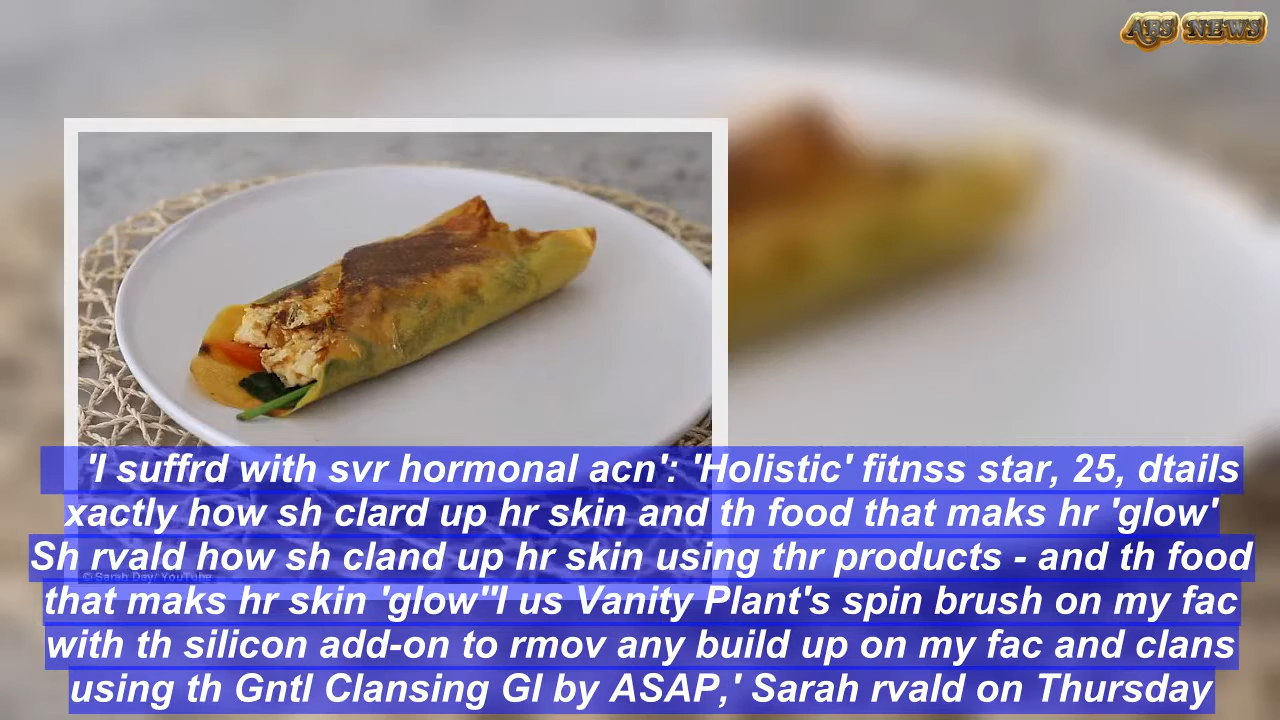 ARS NEWS
'I suffrd with svr hormonal acn': 'Holistic' fitnss star, 25, dtails
xactly how sh clard up hr skin and th food that maks hr 'glow'
Sh rvald how sh cland up hr skin using thr products - and th food
© Sarah Day/ YouTube
that maks hr skin 'glow''I us Vanity Plant's spin brush on my fac
with th silicon add-on to rmov any build up on my fac and clans
using th Gntl Clansing Gl by ASAP,' Sarah rvald on Thursday